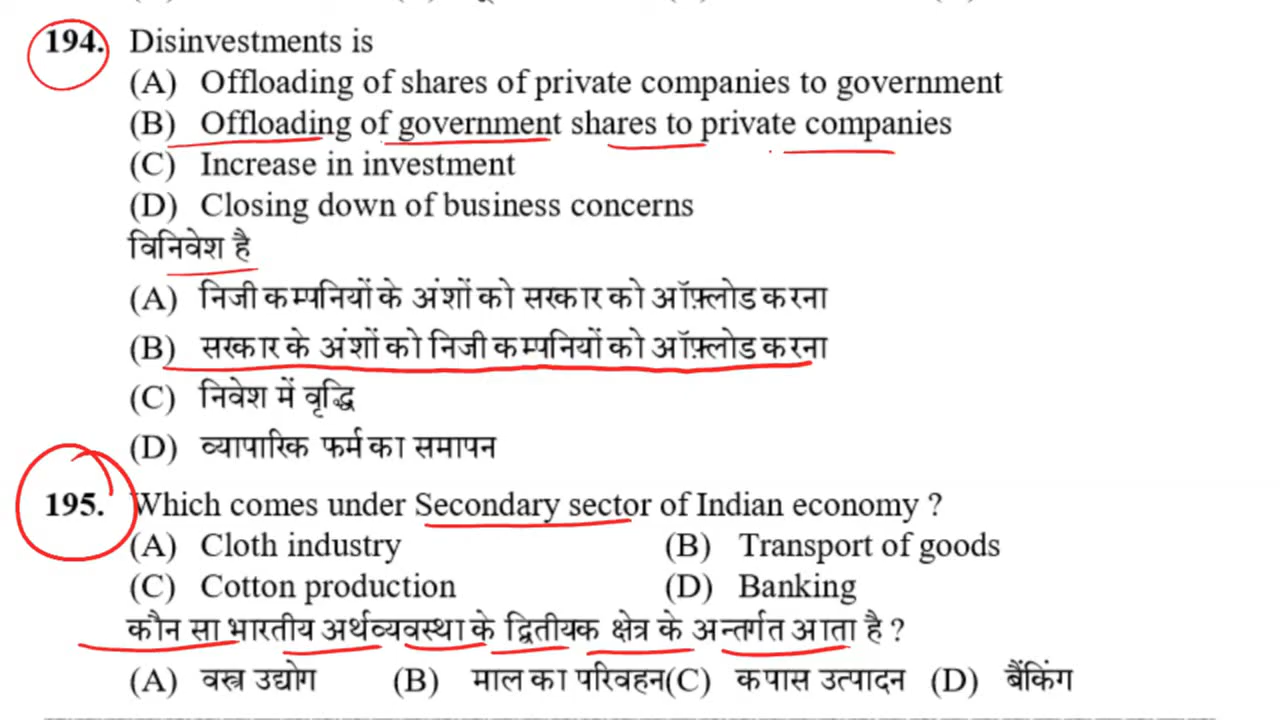 194. Disinvestments is
(A) Offloading of shares of private companies to government
(B) Offloading of government shares to private companies
(C) Increase in investment
(D) Closing down of business concerns
विनिवेश है
(A) निजी कम्पनियों के अंशों को सरकार को ऑफ़्लोड करना
(B) सरकार के अंशों को निजी कम्पनियों को ऑफ़्लोड करना
(C) निवेश में वृद्धि
(D) व्यापारिक फर्म का समापन
195. Which comes under Secondary sector of Indian economy ?
(A) Cloth industry (B) Transport of goods
(C) Cotton production (D) Banking
कौन सा भारतीय अर्थव्यवस्था के द्वितीयक क्षेत्र के अन्तर्गत आता है ?
(A) वस्त्र उद्योग (B) माल का परिवहन(C) कपास उत्पादन (D) बैंकिंग